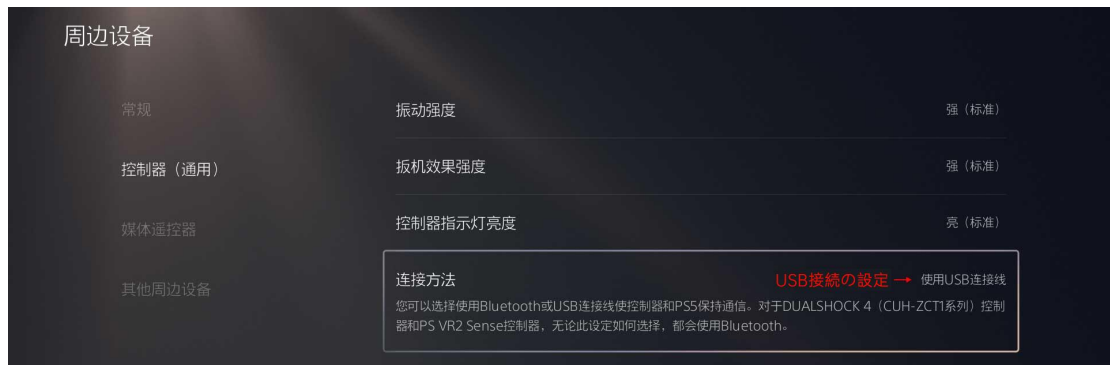 周边设备
常规
控制器（通用）
媒体遥控器
其他周边设备
振动强度 强（标准）
扳机效果强度 强（标准）
控制器指示灯亮度 亮（标准）
连接方法 USB接続の設定 → 使用USB连接线
您可以选择使用Bluetooth或USB连接线使控制器和PS5保持通信。对于DUALSHOCK 4（CUH-ZCT1系列）控制
器和PS VR2 Sense控制器，无论此设定如何选择，都会使用Bluetooth。